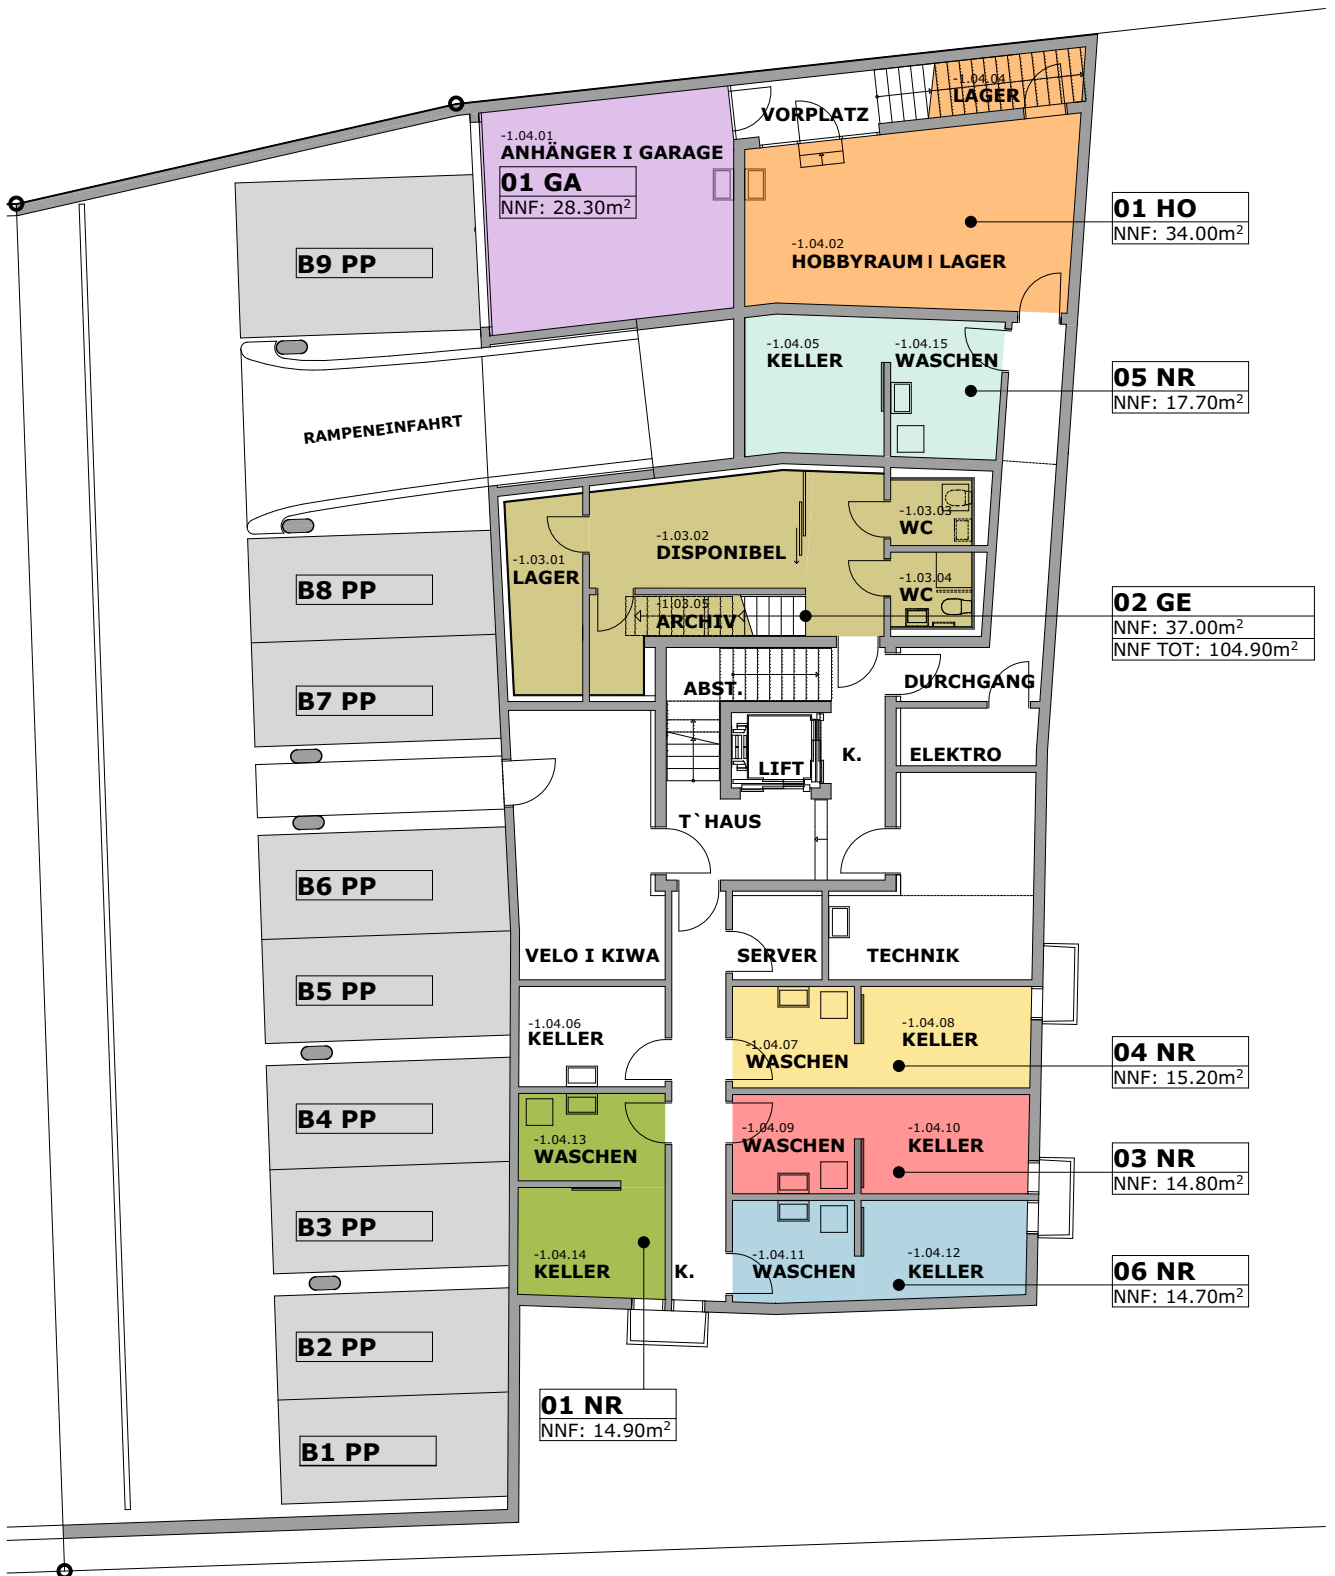 -1.04.04
LAGER
VORPLATZ
-1.04.01
ANHÄNGER I GARAGE
01 GA
NNF: 28.30m²
01 HO
NNF: 34.00m²
-1.04.02
HOBBYRAUM I LAGER
B9 PP
-1.04.05
KELLER
-1.04.15
WASCHEN
05 NR
NNF: 17.70m²
RAMPENEINFAHRT
-1.03.03
WC
-1.03.02
DISPONIBEL
-1.03.01
LAGER
-1.03.04
WC
B8 PP
-1.03.05
ARCHIV
02 GE
NNF: 37.00m²
NNF TOT: 104.90m²
B7 PP
ABST.
DURCHGANG
K.
ELEKTRO
LIFT
T`HAUS
B6 PP
VELO I KIWA
SERVER
TECHNIK
B5 PP
-1.04.06
KELLER
-1.04.07
WASCHEN
-1.04.08
KELLER
04 NR
NNF: 15.20m²
B4 PP
-1.04.13
WASCHEN
-1.04.09
WASCHEN
-1.04.10
KELLER
03 NR
NNF: 14.80m²
B3 PP
-1.04.14
KELLER
K.
-1.04.11
WASCHEN
-1.04.12
KELLER
06 NR
NNF: 14.70m²
B2 PP
01 NR
NNF: 14.90m²
B1 PP